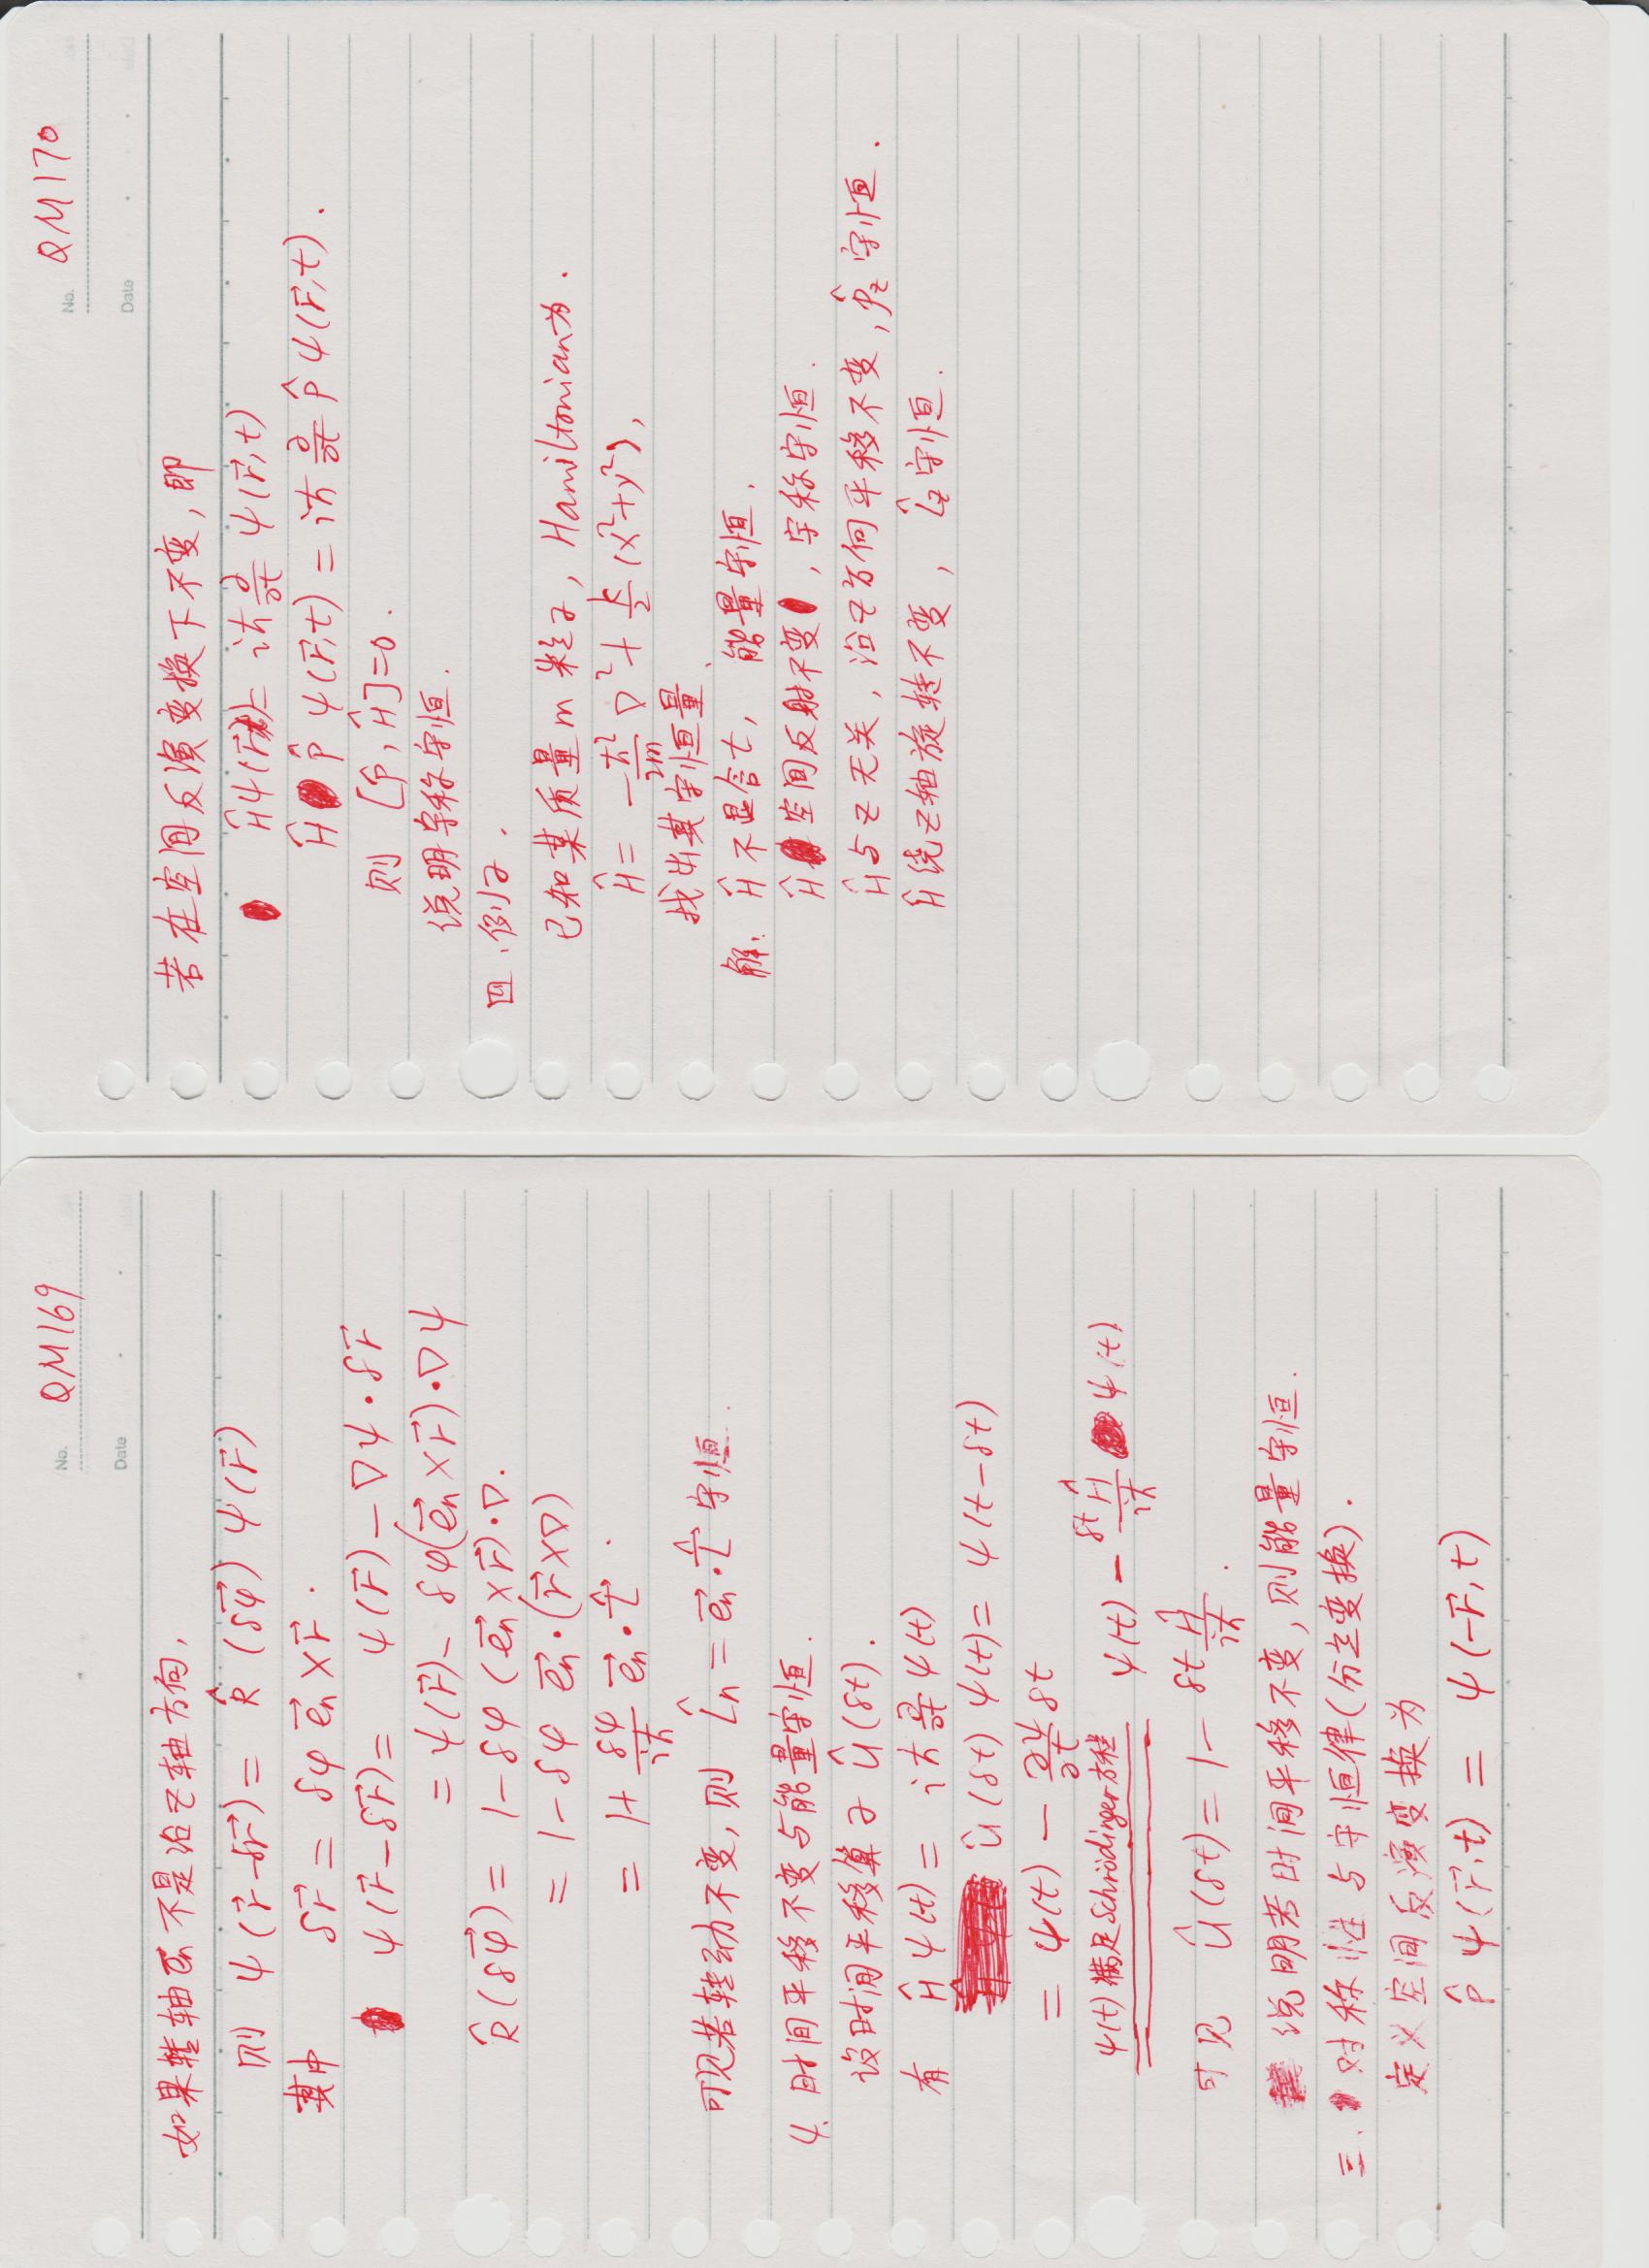 No. QM169
Date
如果转轴 $\vec{e}_n$ 不是沿z轴方向,
则 $\psi(\vec{r}-\delta\vec{r}) = \hat{R}(\delta\vec{\varphi})\psi(\vec{r})$
其中 $\delta\vec{r} = \delta\varphi\,\vec{e}_n\times\vec{r}$.
$\psi(\vec{r}-\delta\vec{r}) = \psi(\vec{r}) - \nabla\psi\cdot\delta\vec{r}$
$= \psi(\vec{r}) - \delta\varphi(\vec{e}_n\times\vec{r})\cdot\nabla\psi$
$\hat{R}(\delta\vec{\varphi}) = 1-\delta\varphi(\vec{e}_n\times\vec{r})\cdot\nabla.$
$= 1-\delta\varphi\,\vec{e}_n\cdot(\vec{r}\times\nabla)$
$= 1+\frac{\delta\varphi}{i\hbar}\vec{e}_n\cdot\hat{\vec{L}}$.
可见若转动不变,则 $\hat{L}_n = \vec{e}_n\cdot\hat{\vec{L}}$ 守恒.
4. 时间平移不变与能量守恒.
设时间平移算子 $\hat{U}(\delta t)$.
有 $\hat{H}\psi(t) = i\hbar\frac{\partial}{\partial t}\psi(t)$
$\hat{U}(\delta t)\psi(t) = \psi(t-\delta t)$
$= \psi(t) - \frac{\partial\psi}{\partial t}\delta t$
ψ(t)满足Schrödinger方程 $\psi(t) - \frac{\delta t\hat{H}}{i\hbar}\psi(t)$
可见 $\hat{U}(\delta t) = 1-\frac{\delta t\hat{H}}{i\hbar}$.
说明若时间平移不变,则能量守恒.
三. 对称性与守恒律(分立变换).
定义空间反演变换为
$\hat{P}\psi(\vec{r},t) = \psi(-\vec{r},t)$
No. QM170
Date
若在空间反演变换下不变,即
$\hat{H}\psi(\vec{r},t) = i\hbar\frac{\partial}{\partial t}\psi(\vec{r},t)$
$\hat{H}\hat{P}\psi(\vec{r},t) = i\hbar\frac{\partial}{\partial t}\hat{P}\psi(\vec{r},t)$.
则 $[\hat{P},\hat{H}]=0$.
说明宇称守恒.
四、例子.
已知某质量m粒子,Hamiltonian为.
$\hat{H} = -\frac{\hbar^2}{2m}\nabla^2+\frac{k}{2}(x^2+y^2)$,
找出其守恒量.
解: $\hat{H}$ 不显含t, 能量守恒.
$\hat{H}$ 空间反射不变,宇称守恒.
$\hat{H}$ 与z无关,沿z方向平移不变,$\hat{p}_z$ 守恒.
$\hat{H}$ 绕z轴旋转不变, $\hat{L}_z$ 守恒.